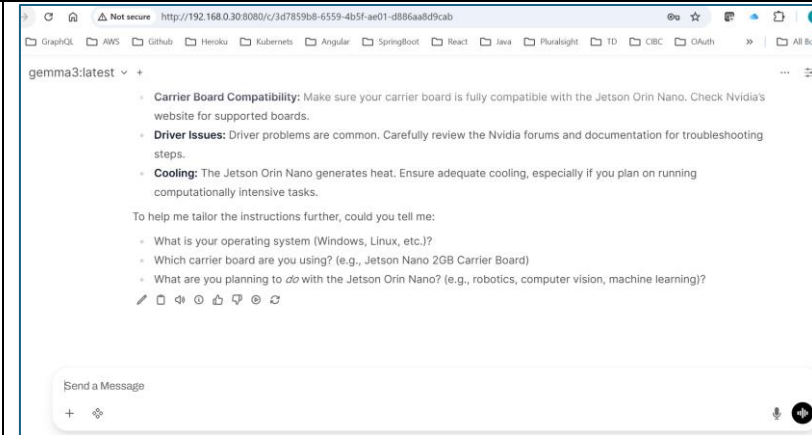 Not secure http://192.168.0.30:8080/c/3d7859b8-6559-4b5f-ae01-d886aa8d9cab
GraphQL AWS Github Heroku Kubernetes Angular SpringBoot React Java Pluralsight TD CIBC OAuth » All Bo
gemma3:latest
Carrier Board Compatibility: Make sure your carrier board is fully compatible with the Jetson Orin Nano. Check Nvidia's
website for supported boards.
Driver Issues: Driver problems are common. Carefully review the Nvidia forums and documentation for troubleshooting
steps.
Cooling: The Jetson Orin Nano generates heat. Ensure adequate cooling, especially if you plan on running
computationally intensive tasks.
To help me tailor the instructions further, could you tell me:
What is your operating system (Windows, Linux, etc.)?
Which carrier board are you using? (e.g., Jetson Nano 2GB Carrier Board)
What are you planning to do with the Jetson Orin Nano? (e.g., robotics, computer vision, machine learning)?
Send a Message